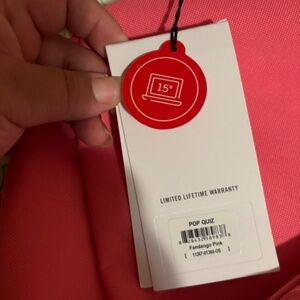 15"
LIMITED LIFETIME WARRANTY
POP QUIZ
Fandango Pink